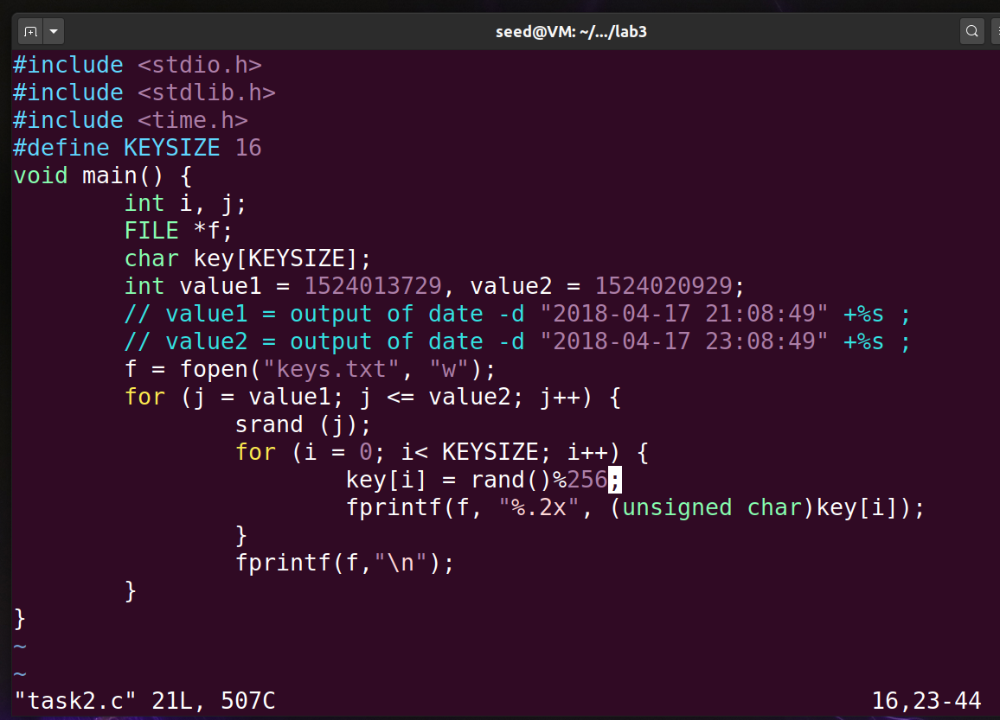 seed@VM: ~/.../lab3
#include <stdio.h>
#include <stdlib.h>
#include <time.h>
#define KEYSIZE 16
void main() {
        int i, j;
        FILE *f;
        char key[KEYSIZE];
        int value1 = 1524013729, value2 = 1524020929;
        // value1 = output of date -d "2018-04-17 21:08:49" +%s ;
        // value2 = output of date -d "2018-04-17 23:08:49" +%s ;
        f = fopen("keys.txt", "w");
        for (j = value1; j <= value2; j++) {
                srand (j);
                for (i = 0; i< KEYSIZE; i++) {
                        key[i] = rand()%256;
                        fprintf(f, "%.2x", (unsigned char)key[i]);
                }
                fprintf(f,"\n");
        }
}
~
~
"task2.c" 21L, 507C 16,23-44